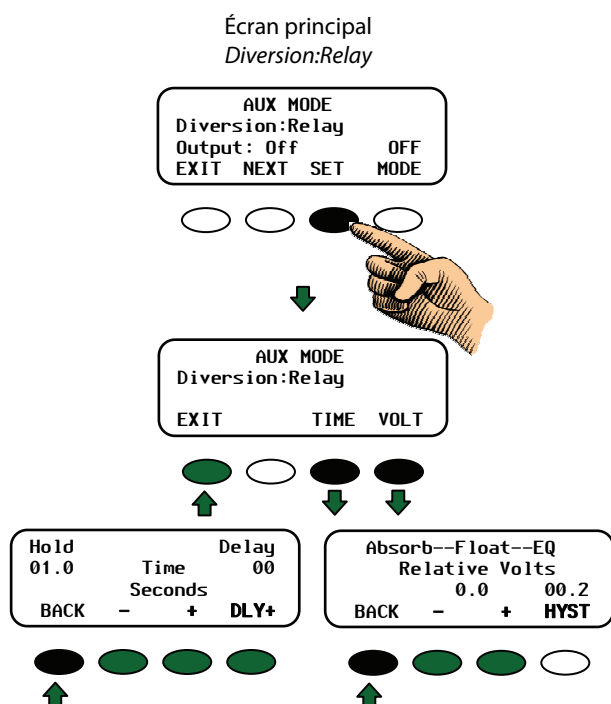 Écran principal
Diversion:Relay
AUX MODE
Diversion:Relay
Output: Off OFF
EXIT NEXT SET MODE
AUX MODE
Diversion:Relay
EXIT TIME VOLT
Hold Delay
01.0 Time 00
Seconds
BACK - + DLY+
Absorb--Float--EQ
Relative Volts
0.0 00.2
BACK - + HYST